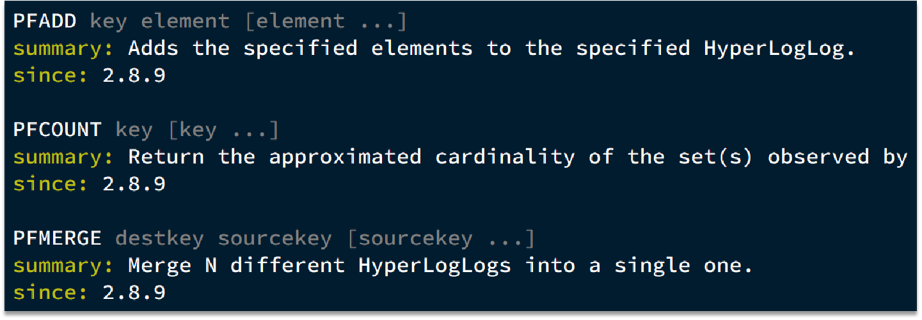 PFADD key element [element ...]
summary: Adds the specified elements to the specified HyperLogLog.
since: 2.8.9
PFCOUNT key [key ...]
summary: Return the approximated cardinality of the set(s) observed by
since: 2.8.9
PFMERGE destkey sourcekey [sourcekey ...]
summary: Merge N different HyperLogLogs into a single one.
since: 2.8.9